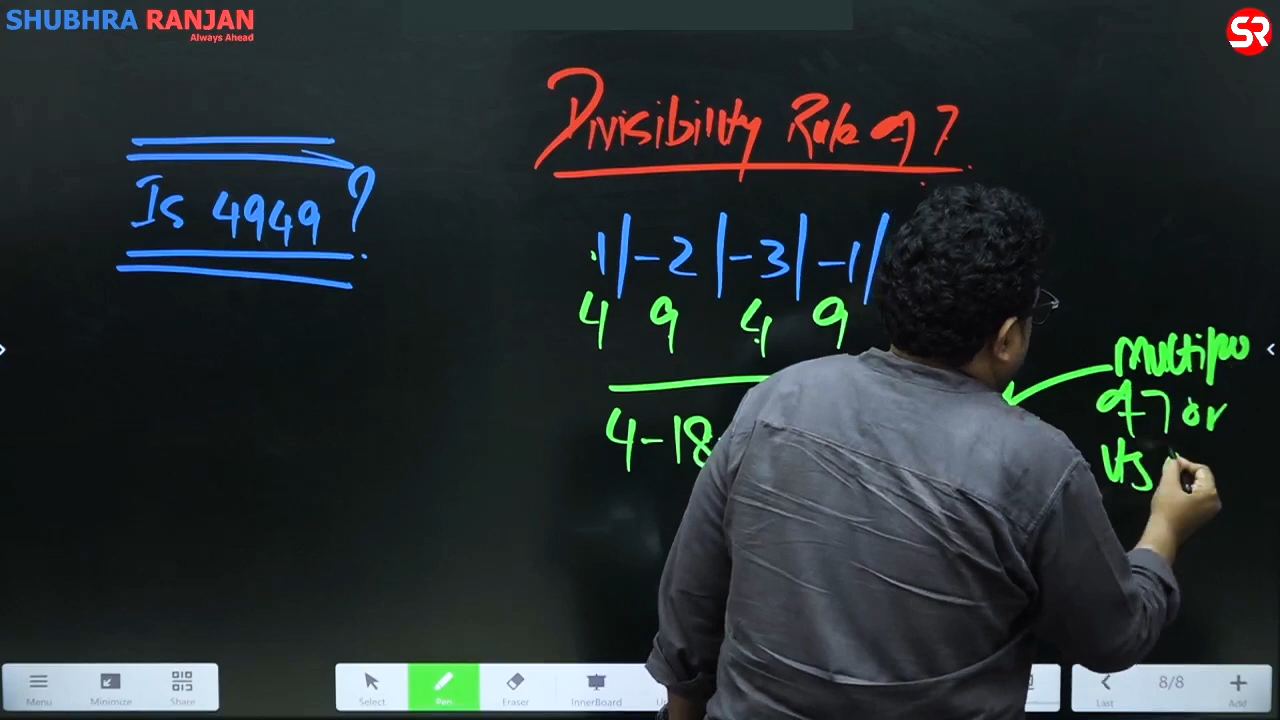 SHUBHRA RANJAN
Always Ahead
SR
Divisibility Rule of 7
Is 4949?
1|-2|-3|-1|
4 9 4 9
4-18
of 7 or
its
Menu
Minimize
Share
Select
Pen
Eraser
InnerBoard
Last
8/8
Add